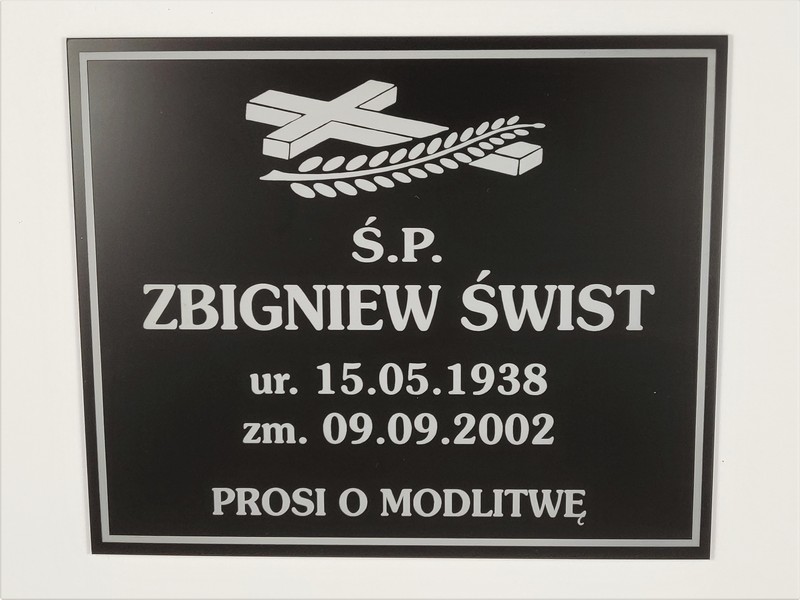 Ś.P.
ZBIGNIEW ŚWIST
ur. 15.05.1938
zm. 09.09.2002
PROSI O MODLITWĘ